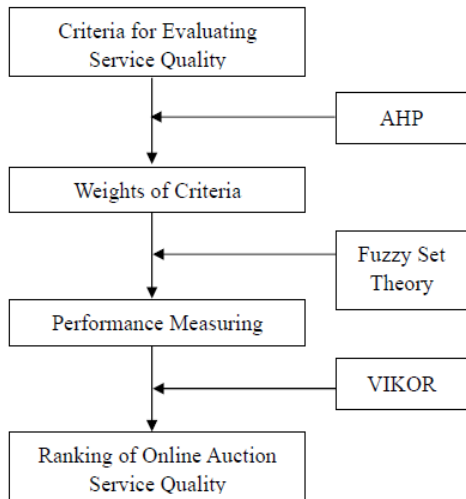 Criteria for Evaluating
Service Quality
AHP
Weights of Criteria
Fuzzy Set
Theory
Performance Measuring
VIKOR
Ranking of Online Auction
Service Quality